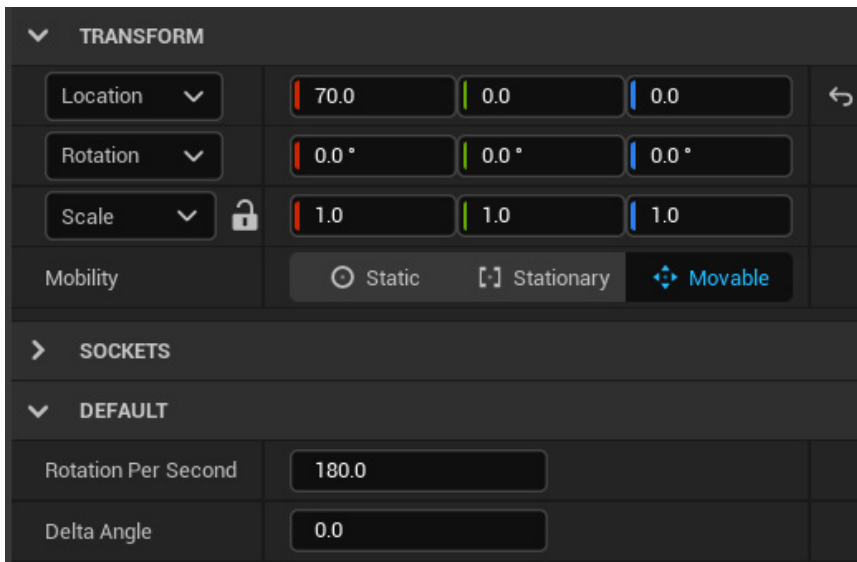 TRANSFORM
Location 70.0 0.0 0.0
Rotation 0.0 ° 0.0 ° 0.0 °
Scale 1.0 1.0 1.0
Mobility Static Stationary Movable
SOCKETS
DEFAULT
Rotation Per Second 180.0
Delta Angle 0.0